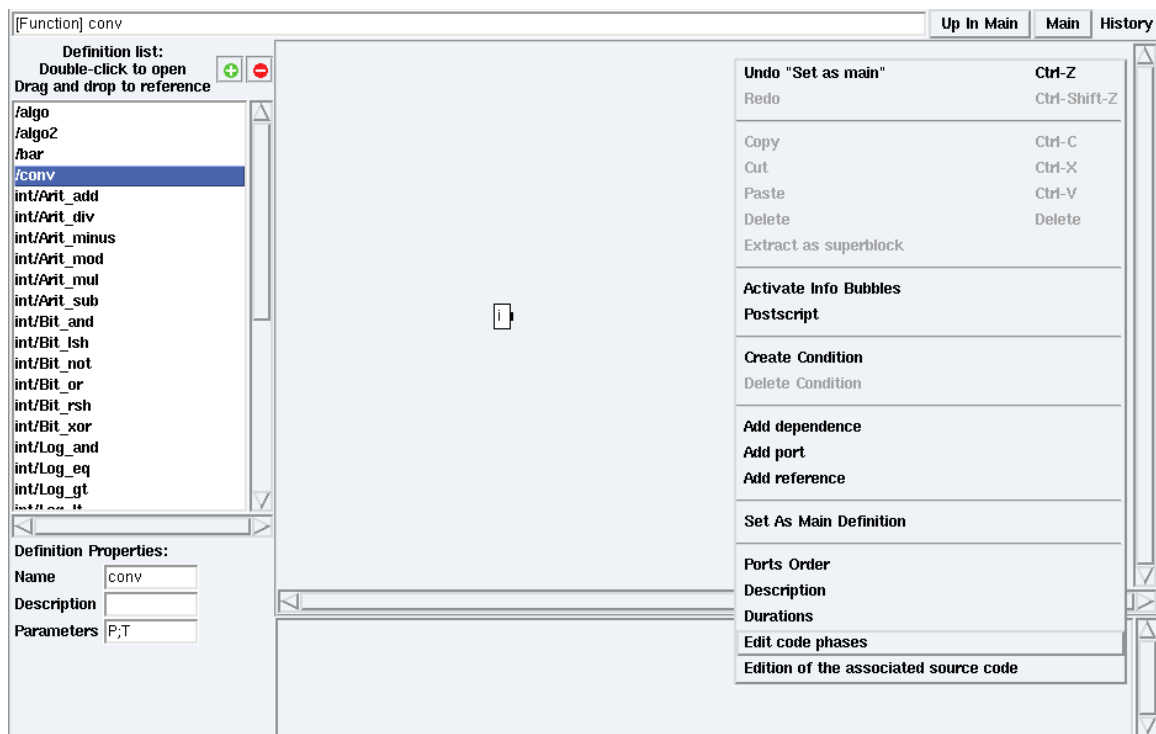 [Function] conv
Up In Main
Main
History
Definition list:
Double-click to open
Drag and drop to reference
/algo
/algo2
/bar
/conv
int/Arit_add
int/Arit_div
int/Arit_minus
int/Arit_mod
int/Arit_mul
int/Arit_sub
int/Bit_and
int/Bit_lsh
int/Bit_not
int/Bit_or
int/Bit_rsh
int/Bit_xor
int/Log_and
int/Log_eq
int/Log_gt
int/Log_lt
Definition Properties:
Name conv
Description
Parameters P;T
i
Undo "Set as main" Ctrl-Z
Redo Ctrl-Shift-Z
Copy Ctrl-C
Cut Ctrl-X
Paste Ctrl-V
Delete Delete
Extract as superblock
Activate Info Bubbles
Postscript
Create Condition
Delete Condition
Add dependence
Add port
Add reference
Set As Main Definition
Ports Order
Description
Durations
Edit code phases
Edition of the associated source code